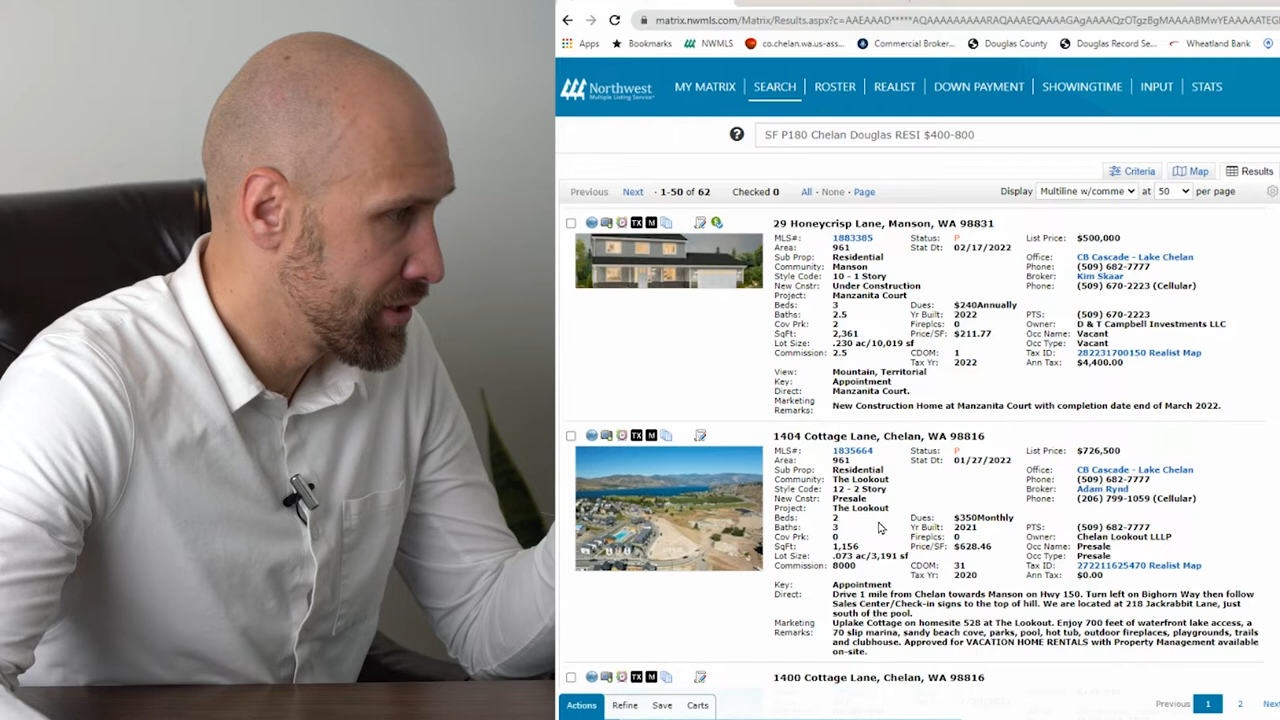 matrix.nwmls.com/Matrix/Results.aspx?c=AAEAAAD*****AQAAAAAAAAARAQAAAEQAAAAGAgAAAAQzOTgzBgMAAAABMwYEAAAAATEG
Apps Bookmarks NWMLS co.chelan.wa.us-ass... Commercial Broker... Douglas County Douglas Record Se... Wheatland Bank
Northwest MY MATRIX SEARCH ROSTER REALIST DOWN PAYMENT SHOWINGTIME INPUT STATS
Multiple Listing Service
? SF P180 Chelan Douglas RESI $400-800
Criteria Map Results
Previous Next · 1-50 of 62 Checked 0 All · None · Page Display Multiline w/comme at 50 per page
TX M 29 Honeycrisp Lane, Manson, WA 98831
MLS#: 1883385 Status: P List Price: $500,000
Area: 961 Stat Dt: 02/17/2022
Sub Prop: Residential Office: CB Cascade - Lake Chelan
Community: Manson Phone: (509) 682-7777
Style Code: 10 - 1 Story Broker: Kim Skaar
New Cnstr: Under Construction Phone: (509) 670-2223 (Cellular)
Project: Manzanita Court
Beds: 3 Dues: $240Annually
Baths: 2.5 Yr Built: 2022 PTS: (509) 670-2223
Cov Prk: 2 Fireplcs: 0 Owner: D & T Campbell Investments LLC
SqFt: 2,361 Price/SF: $211.77 Occ Name: Vacant
Lot Size: .230 ac/10,019 sf Occ Type: Vacant
Commission: 2.5 CDOM: 1 Tax ID: 282231700150 Realist Map
Tax Yr: 2022 Ann Tax: $4,400.00
View: Mountain, Territorial
Key: Appointment
Direct: Manzanita Court.
Marketing Remarks: New Construction Home at Manzanita Court with completion date end of March 2022.
TX M 1404 Cottage Lane, Chelan, WA 98816
MLS#: 1835664 Status: P List Price: $726,500
Area: 961 Stat Dt: 01/27/2022
Sub Prop: Residential Office: CB Cascade - Lake Chelan
Community: The Lookout Phone: (509) 682-7777
Style Code: 12 - 2 Story Broker: Adam Rynd
New Cnstr: Presale Phone: (206) 799-1059 (Cellular)
Project: The Lookout
Beds: 2 Dues: $350Monthly
Baths: 3 Yr Built: 2021 PTS: (509) 682-7777
Cov Prk: 0 Fireplcs: 0 Owner: Chelan Lookout LLLP
SqFt: 1,156 Price/SF: $628.46 Occ Name: Presale
Lot Size: .073 ac/3,191 sf Occ Type: Presale
Commission: 8000 CDOM: 31 Tax ID: 272211625470 Realist Map
Tax Yr: 2020 Ann Tax: $0.00
Key: Appointment
Direct: Drive 1 mile from Chelan towards Manson on Hwy 150. Turn left on Bighorn Way then follow
Sales Center/Check-in signs to the top of hill. We are located at 218 Jackrabbit Lane, just
south of the pool.
Marketing Uplake Cottage on homesite 528 at The Lookout. Enjoy 700 feet of waterfront lake access, a
Remarks: 70 slip marina, sandy beach cove, parks, pool, hot tub, outdoor fireplaces, playgrounds, trails
and clubhouse. Approved for VACATION HOME RENTALS with Property Management available
on-site.
TX M 1400 Cottage Lane, Chelan, WA 98816
Actions Refine Save Carts Previous 1 2 Nex